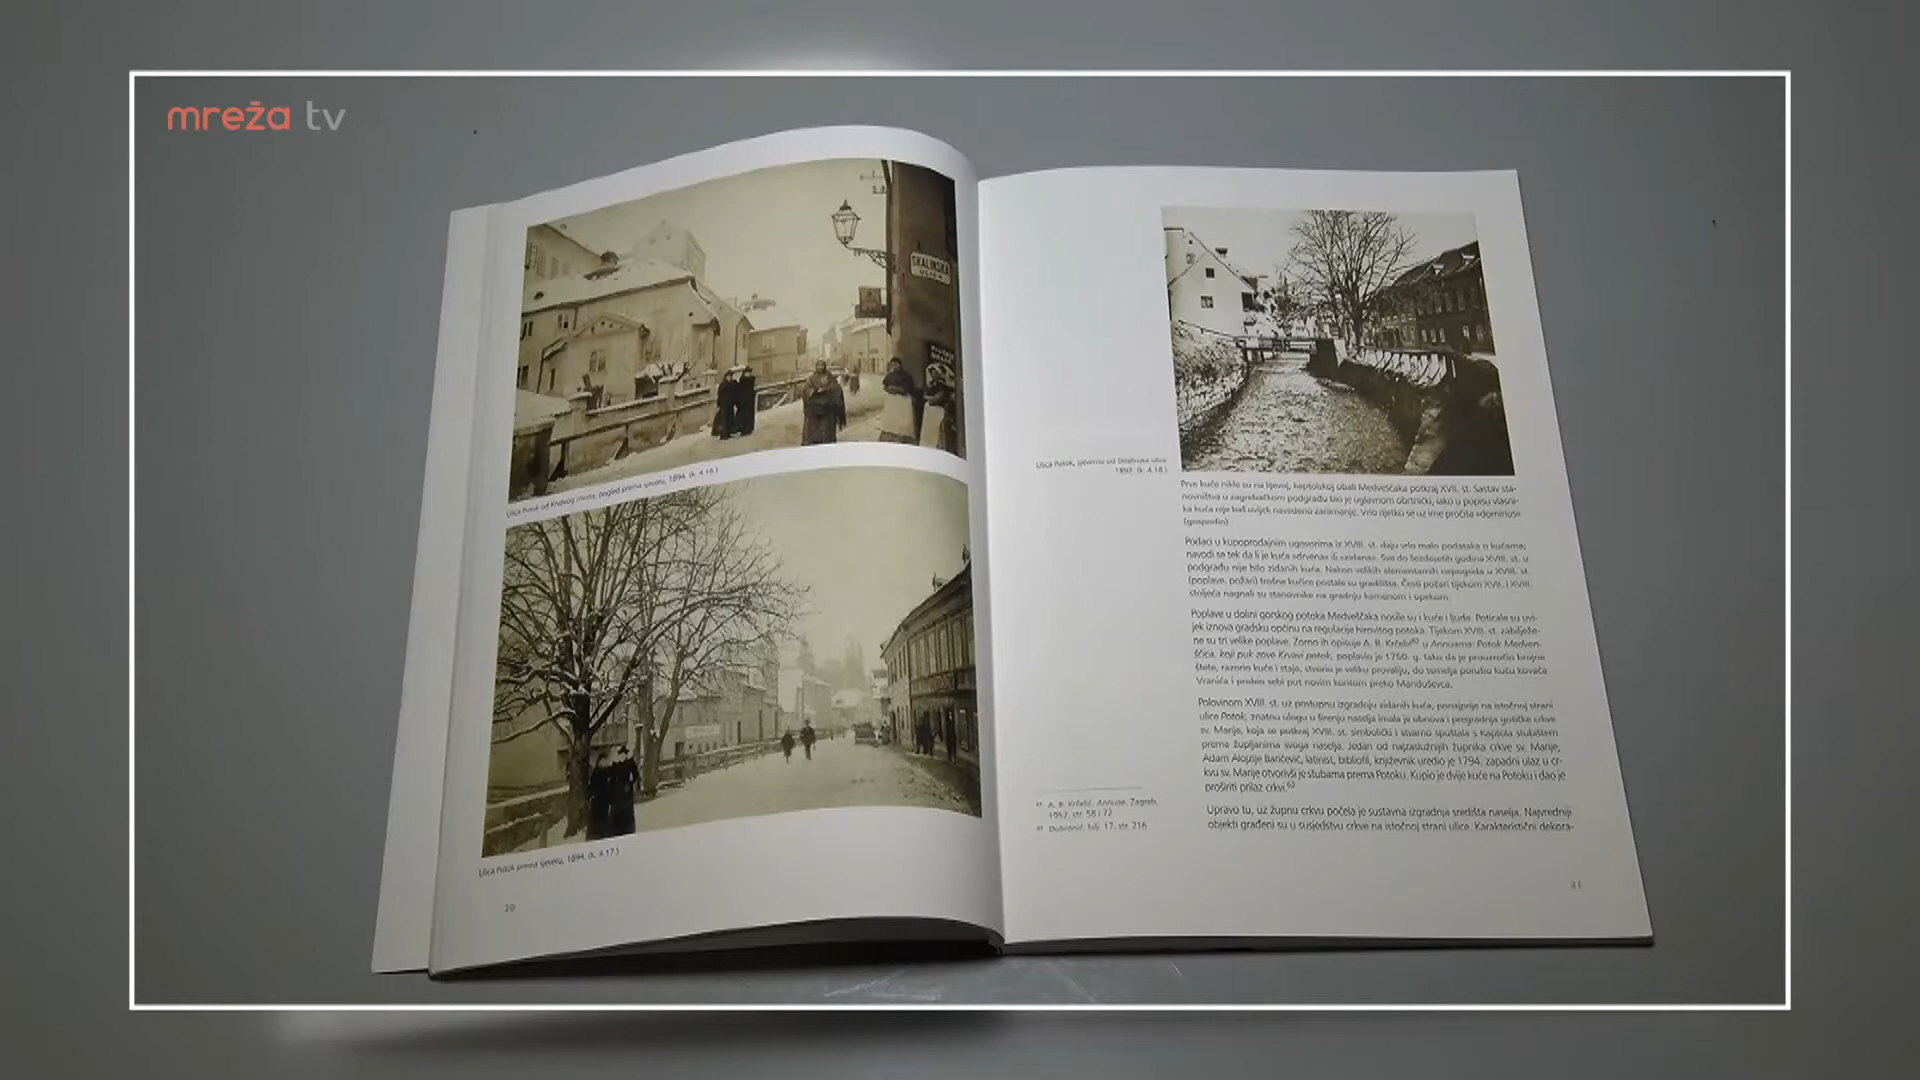 mreža tv
SKALINSKA
ULICA
Ulica Potok od Krvavog mosta, pogled prema sjeveru, 1894. (k. 4.16.)
Ulica Potok prema sjeveru, 1894. (k. 4.17.)
Ulica Potok, sjeverno od Skalinske ulice
1892. (k. 4.18.)
Prve kuće nikle su na lijevoj, kaptolskoj obali Medveščaka potkraj XVII. st. Sastav sta-
novništva u zagrebačkom podgrađu bio je uglavnom obrtnički, iako u popisu vlasni-
ka kuća nije baš uvijek navedeno zanimanje. Vrlo rijetko se uz ime pročita »dominus«
(gospodin).
Podaci u kupoprodajnim ugovorima iz XVIII. st. daju vrlo malo podataka o kućama;
navodi se tek da li je kuća »drvena« ili »zidana«. Sve do šezdesetih godina XVIII. st. u
podgrađu nije bilo zidanih kuća. Nakon velikih elementarnih nepogoda u XVIII. st.
(poplave, požari) trošne kućice postale su gradilišta. Česti požari tijekom XVII. i XVIII.
stoljeća nagnali su stanovnike na gradnju kamenom i opekom.
Poplave u dolini gorskog potoka Medveščaka nosile su i kuće i ljude. Poticale su uvi-
jek iznova gradsku općinu na regulacije hirovitog potoka. Tijekom XVIII. st. zabilježe-
ne su tri velike poplave. Zorno ih opisuje A. B. Krčelić⁶² u Annuama: Potok Medveš-
čica, koji puk zove Krvavi potok, poplavio je 1750. g. tako da je prouzročio brojne
štete, razorio kuće i staje, stvorio je veliku provaliju, do temelja porušio kuću kovača
Vranića i probio sebi put novim koritom preko Manduševca.
Polovinom XVIII. st. uz postupnu izgradnju zidanih kuća, ponajprije na istočnoj strani
ulice Potok, znatnu ulogu u širenju naselja imala je obnova i pregradnja gotičke crkve
sv. Marije, koja se potkraj XVIII. st. simbolički i stvarno spuštala s Kaptola stubištem
prema župljanima svoga naselja. Jedan od najzaslužnijih župnika crkve sv. Marije,
Adam Alojzije Baričević, latinist, bibliofil, književnik uredio je 1794. zapadni ulaz u cr-
kvu sv. Marije otvorivši je stubama prema Potoku. Kupio je dvije kuće na Potoku i dao je
proširiti prilaz crkvi.⁶³
Upravo tu, uz župnu crkvu počela je sustavna izgradnja središta naselja. Najvredniji
objekti građeni su u susjedstvu crkve na istočnoj strani ulice. Karakteristični dekora-
A. B. Krčelić, Annuae, Zagreb,
1952. str. 58 i 72
Dobronić, bilj. 17, str. 216